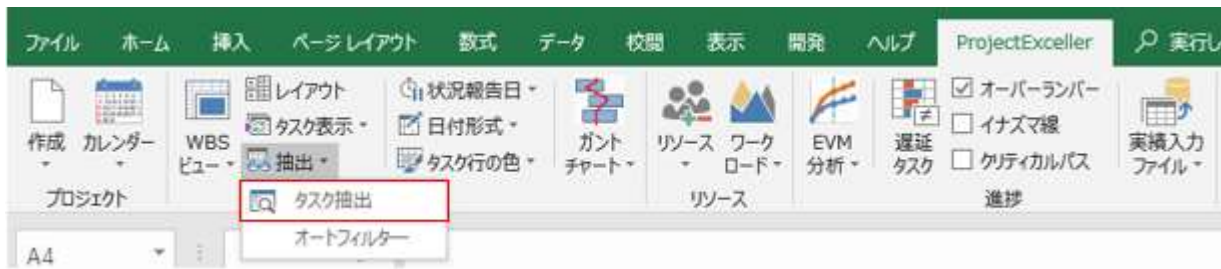 ファイル ホーム 挿入 ページ レイアウト 数式 データ 校閲 表示 開発 ヘルプ ProjectExceller 実行し
作成
カレンダー
WBS
ビュー
レイアウト
タスク表示
抽出
状況報告日
日付形式
タスク行の色
ガント
チャート
リソース
ワーク
ロード
EVM
分析
遅延
タスク
オーバーランバー
イナズマ線
クリティカルパス
実績入力
ファイル
プロジェクト
リソース
進捗
タスク抽出
オートフィルター
A4